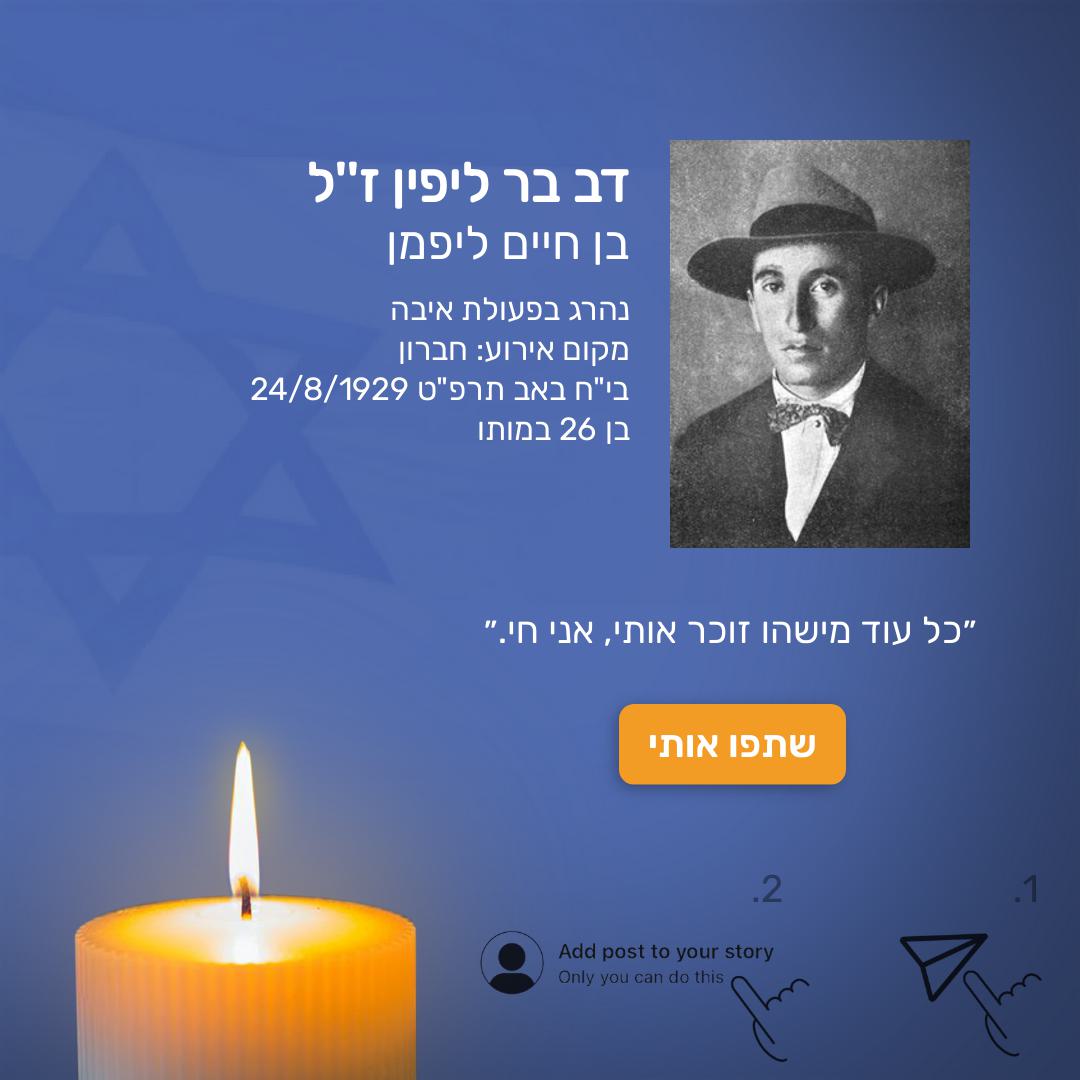 דב בר ליפין ז"ל
בן חיים ליפמן
נהרג בפעולת איבה
מקום אירוע: חברון
בי"ח באב תרפ"ט 24/8/1929
בן 26 במותו
״כל עוד מישהו זוכר אותי, אני חי.״
שתפו אותי
.1
.2
Add post to your story
Only you can do this